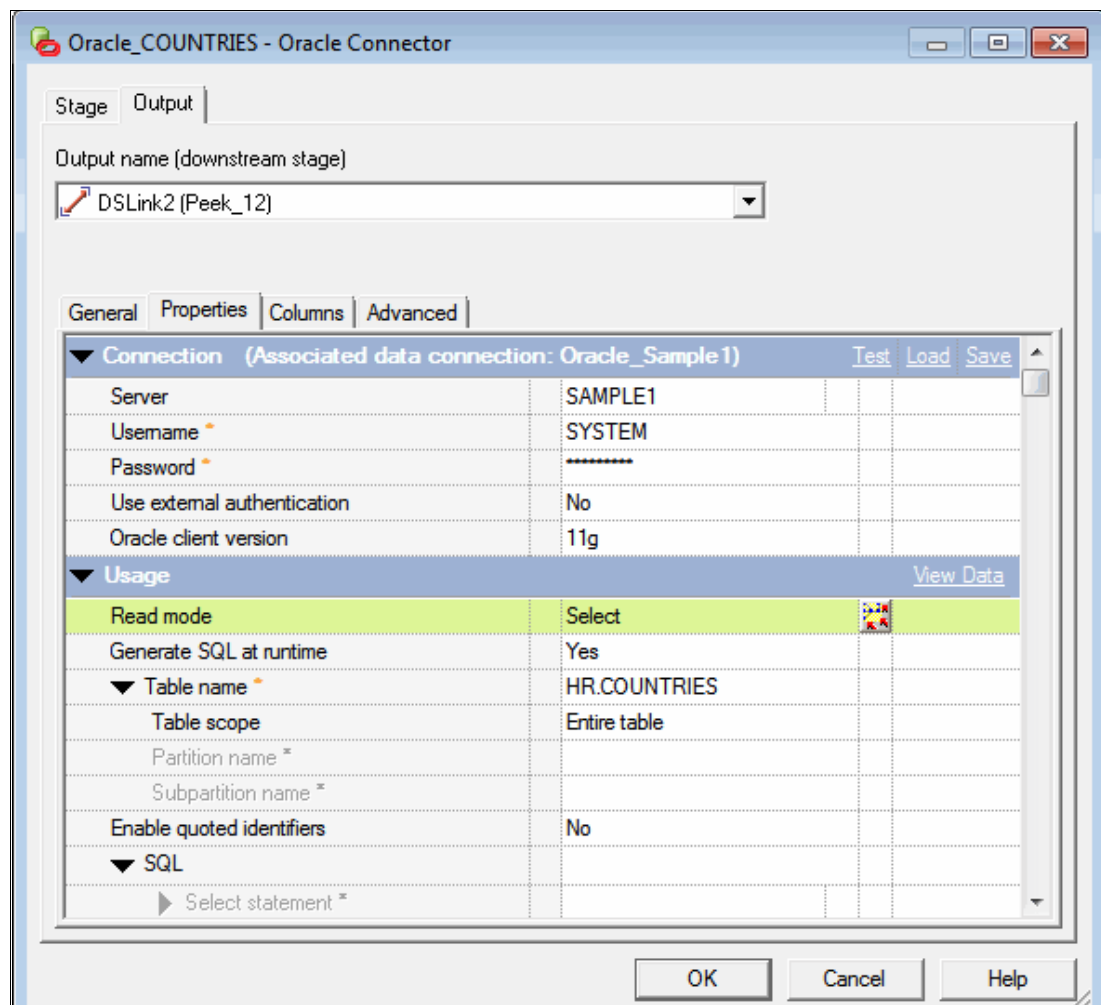 Oracle_COUNTRIES - Oracle Connector
Stage Output
Output name (downstream stage)
DSLink2 (Peek_12)
General Properties Columns Advanced
Connection (Associated data connection: Oracle_Sample1) Test Load Save
Server SAMPLE1
Username * SYSTEM
Password * *********
Use external authentication No
Oracle client version 11g
Usage View Data
Read mode Select
Generate SQL at runtime Yes
Table name * HR.COUNTRIES
Table scope Entire table
Partition name *
Subpartition name *
Enable quoted identifiers No
SQL
Select statement *
OK Cancel Help